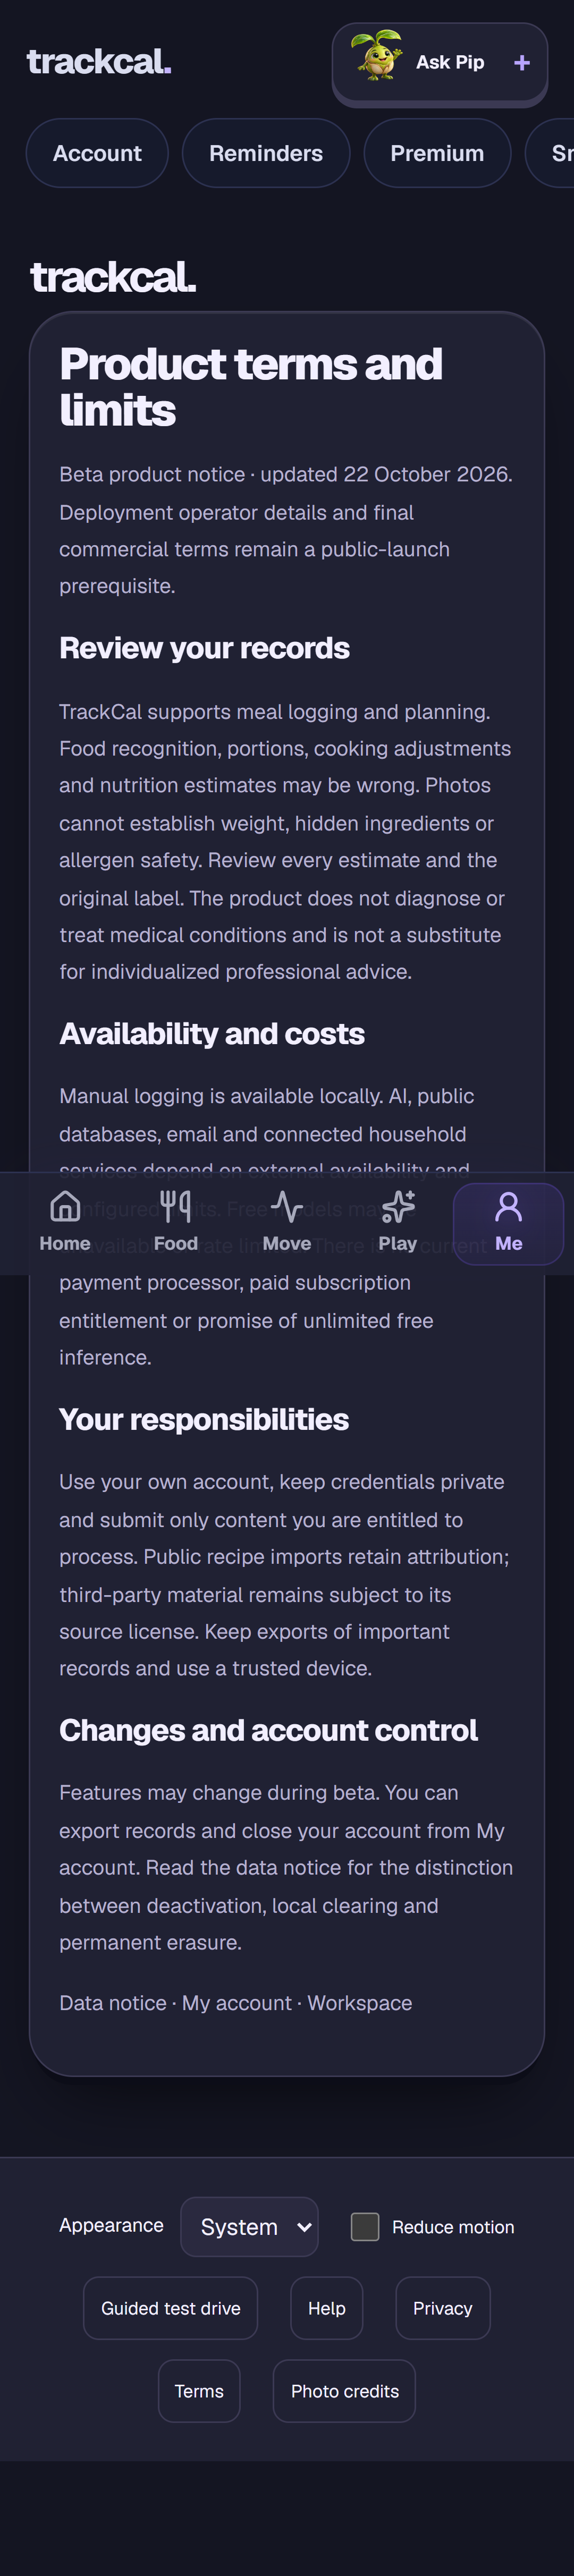 trackcal.
Ask Pip +
Account
Reminders
Premium
trackcal.
Product terms and
limits
Beta product notice · updated 22 October 2026.
Deployment operator details and final
commercial terms remain a public-launch
prerequisite.
Review your records
TrackCal supports meal logging and planning.
Food recognition, portions, cooking adjustments
and nutrition estimates may be wrong. Photos
cannot establish weight, hidden ingredients or
allergen safety. Review every estimate and the
original label. The product does not diagnose or
treat medical conditions and is not a substitute
for individualized professional advice.
Availability and costs
Manual logging is available locally. AI, public
databases, email and connected household
services depend on external availability and
Free
There is
current
Home
Food
Move
Play
Me
payment processor, paid subscription
entitlement or promise of unlimited free
inference.
Your responsibilities
Use your own account, keep credentials private
and submit only content you are entitled to
process. Public recipe imports retain attribution;
third-party material remains subject to its
source license. Keep exports of important
records and use a trusted device.
Changes and account control
Features may change during beta. You can
export records and close your account from My
account. Read the data notice for the distinction
between deactivation, local clearing and
permanent erasure.
Data notice · My account · Workspace
Appearance
System
Reduce motion
Guided test drive
Help
Privacy
Terms
Photo credits